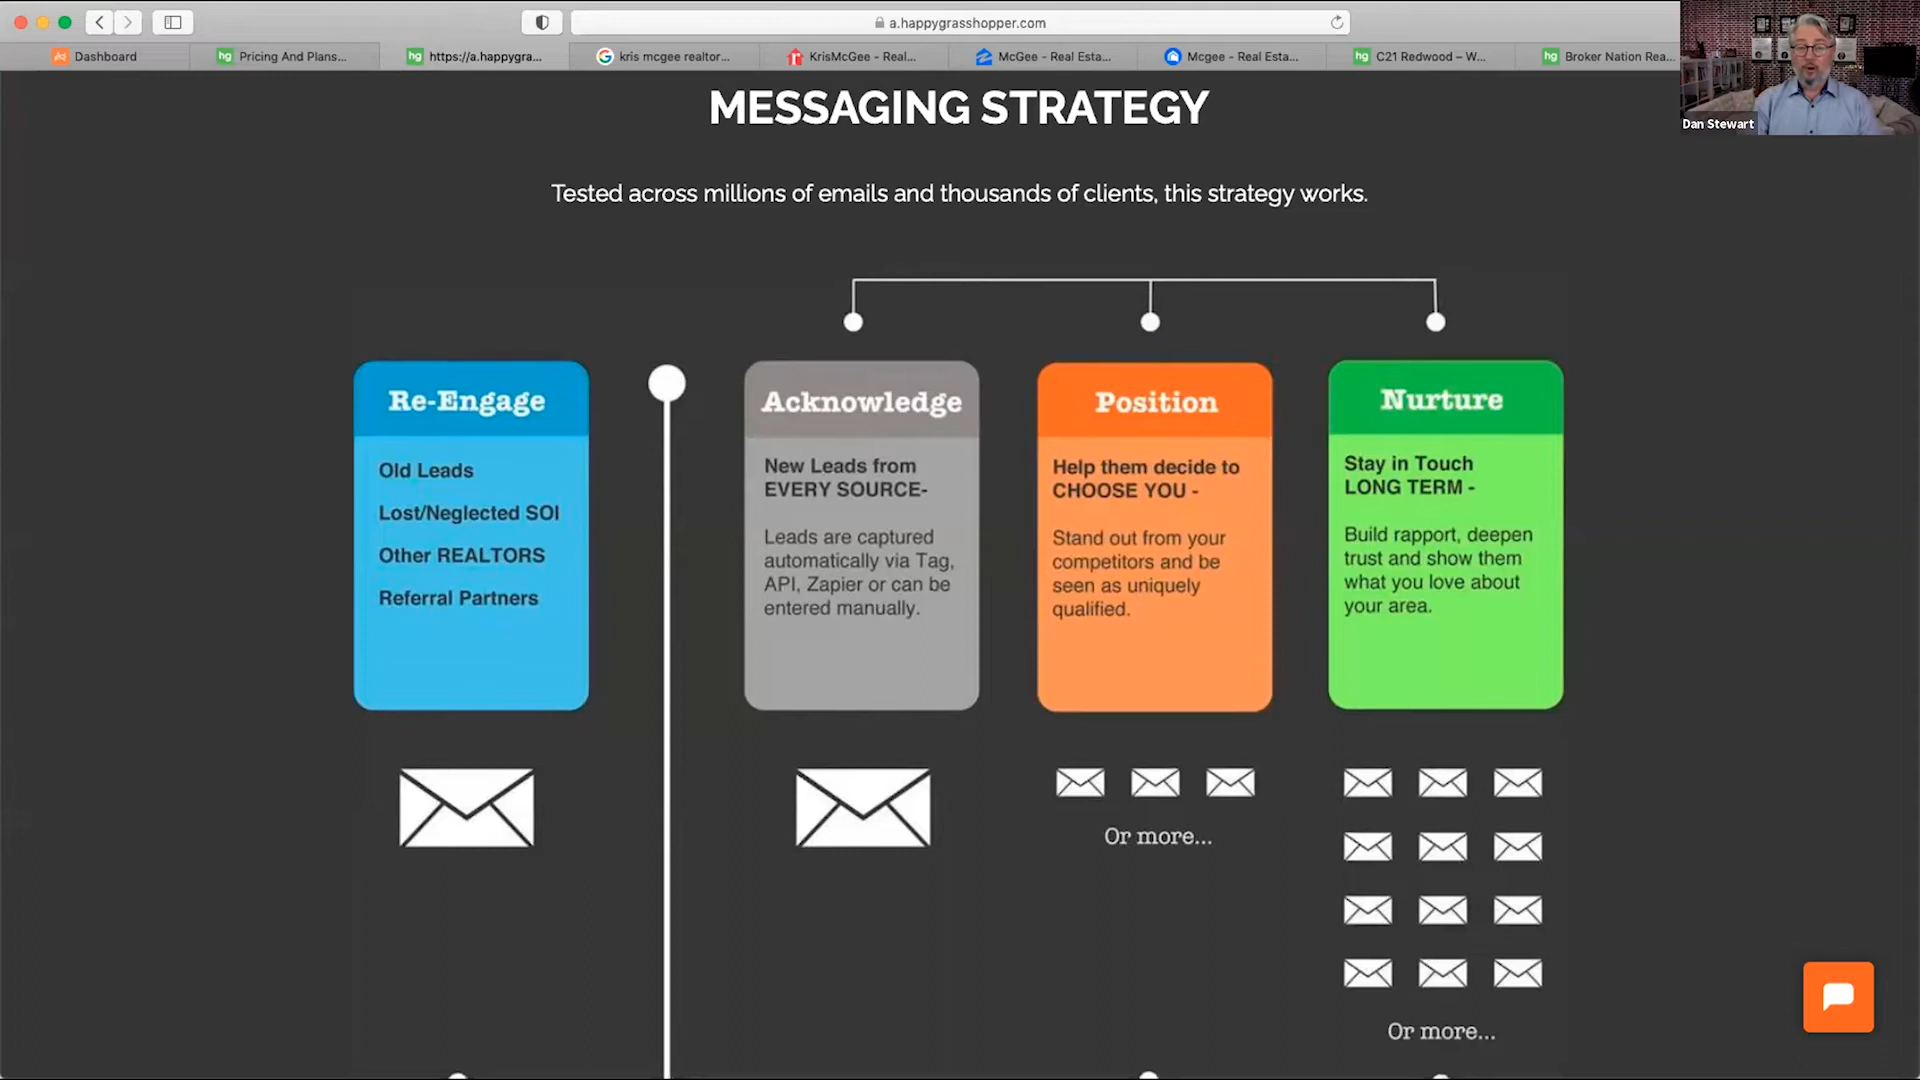 a.happygrasshopper.com
Dashboard
hg Pricing And Plans...
hg https://a.happygra...
G kris mcgee realtor...
KrisMcGee - Real...
McGee - Real Esta...
Mcgee - Real Esta...
hg C21 Redwood – W...
hg Broker Nation Rea...
Dan Stewart
MESSAGING STRATEGY
Tested across millions of emails and thousands of clients, this strategy works.
Re-Engage
Old Leads
Lost/Neglected SOI
Other REALTORS
Referral Partners
Acknowledge
New Leads from
EVERY SOURCE-
Leads are captured
automatically via Tag,
API, Zapier or can be
entered manually.
Position
Help them decide to
CHOOSE YOU -
Stand out from your
competitors and be
seen as uniquely
qualified.
Or more...
Nurture
Stay in Touch
LONG TERM -
Build rapport, deepen
trust and show them
what you love about
your area.
Or more...